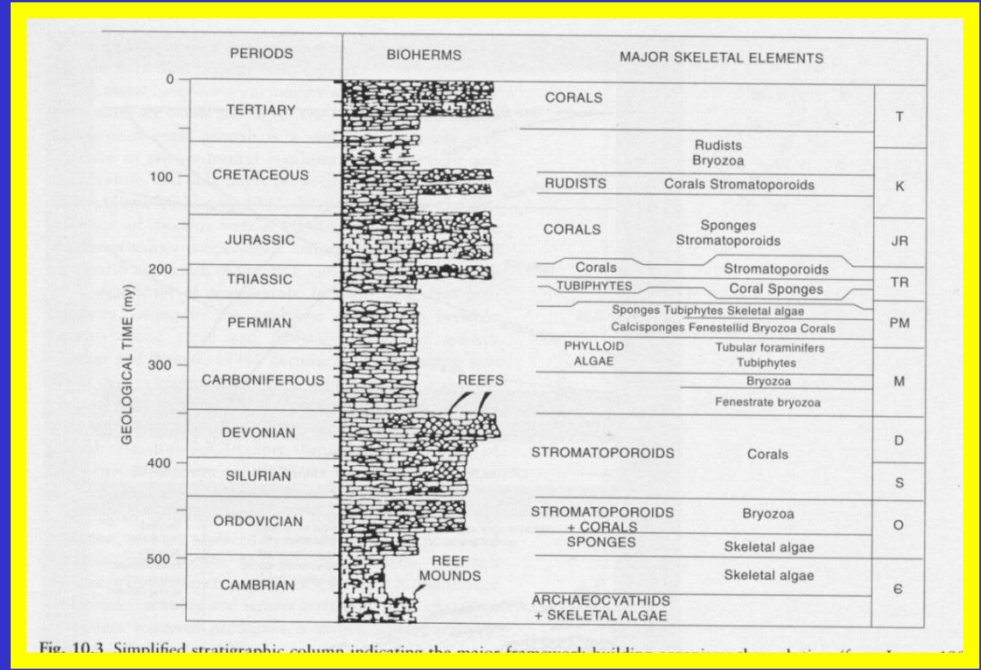 PERIODS BIOHERMS MAJOR SKELETAL ELEMENTS
0
TERTIARY CORALS T
Rudists
Bryozoa
100 CRETACEOUS RUDISTS Corals Stromatoporoids K
JURASSIC CORALS Sponges JR
Stromatoporoids
200 Corals Stromatoporoids
TRIASSIC TUBIPHYTES Coral Sponges TR
Sponges Tubiphytes Skeletal algae
PERMIAN Calcisponges Fenestellid Bryozoa Corals PM
PHYLLOID Tubular foraminifers
300 ALGAE Tubiphytes
CARBONIFEROUS REEFS Bryozoa M
Fenestrate bryozoa
DEVONIAN D
STROMATOPOROIDS Corals
400
SILURIAN S
ORDOVICIAN STROMATOPOROIDS Bryozoa O
+ CORALS
SPONGES Skeletal algae
500
REEF Skeletal algae
CAMBRIAN MOUNDS Є
ARCHAEOCYATHIDS
+ SKELETAL ALGAE
GEOLOGICAL TIME (my)
Fig. 10.3 Simplified stratigraphic column indicating the major framework building organisms